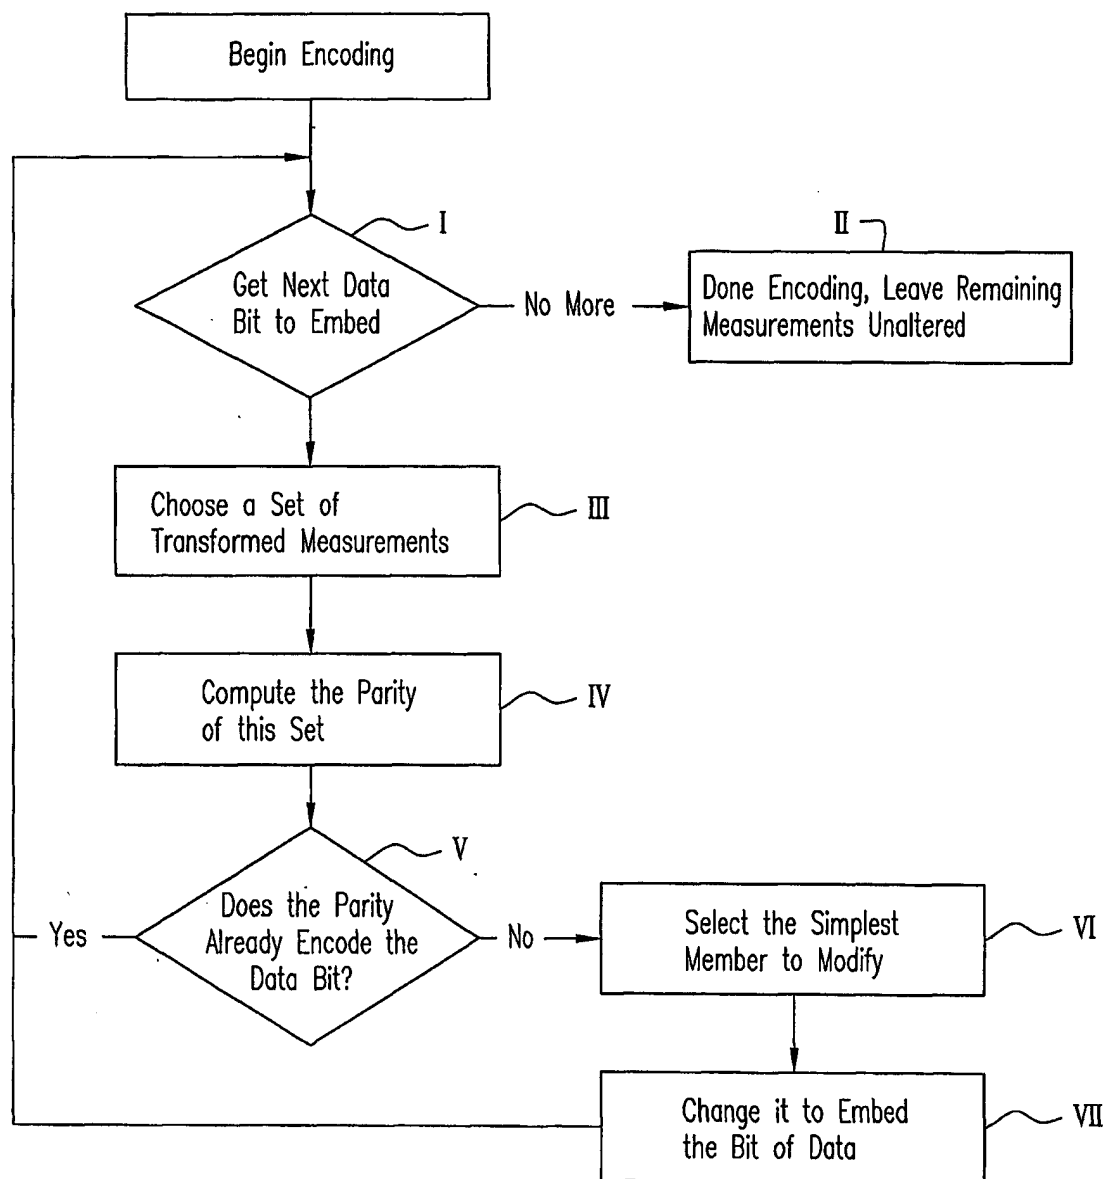 Begin Encoding
I
II
Get Next Data
Bit to Embed
No More
Done Encoding, Leave Remaining
Measurements Unaltered
Choose a Set of
Transformed Measurements
III
Compute the Parity
of this Set
IV
V
Does the Parity
Already Encode the
Data Bit?
Yes
No
Select the Simplest
Member to Modify
VI
Change it to Embed
the Bit of Data
VII